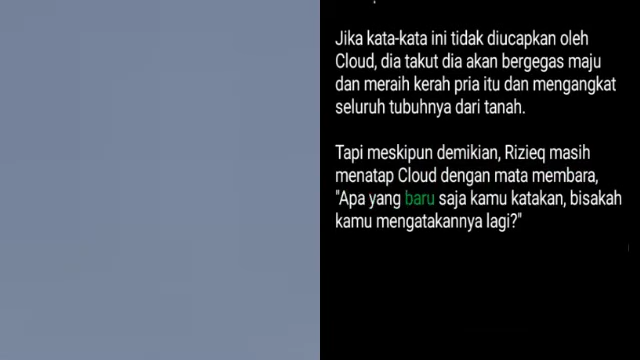 Jika kata-kata ini tidak diucapkan oleh
Cloud, dia takut dia akan bergegas maju
dan meraih kerah pria itu dan mengangkat
seluruh tubuhnya dari tanah.
Tapi meskipun demikian, Rizieq masih
menatap Cloud dengan mata membara,
"Apa yang baru saja kamu katakan, bisakah
kamu mengatakannya lagi?"